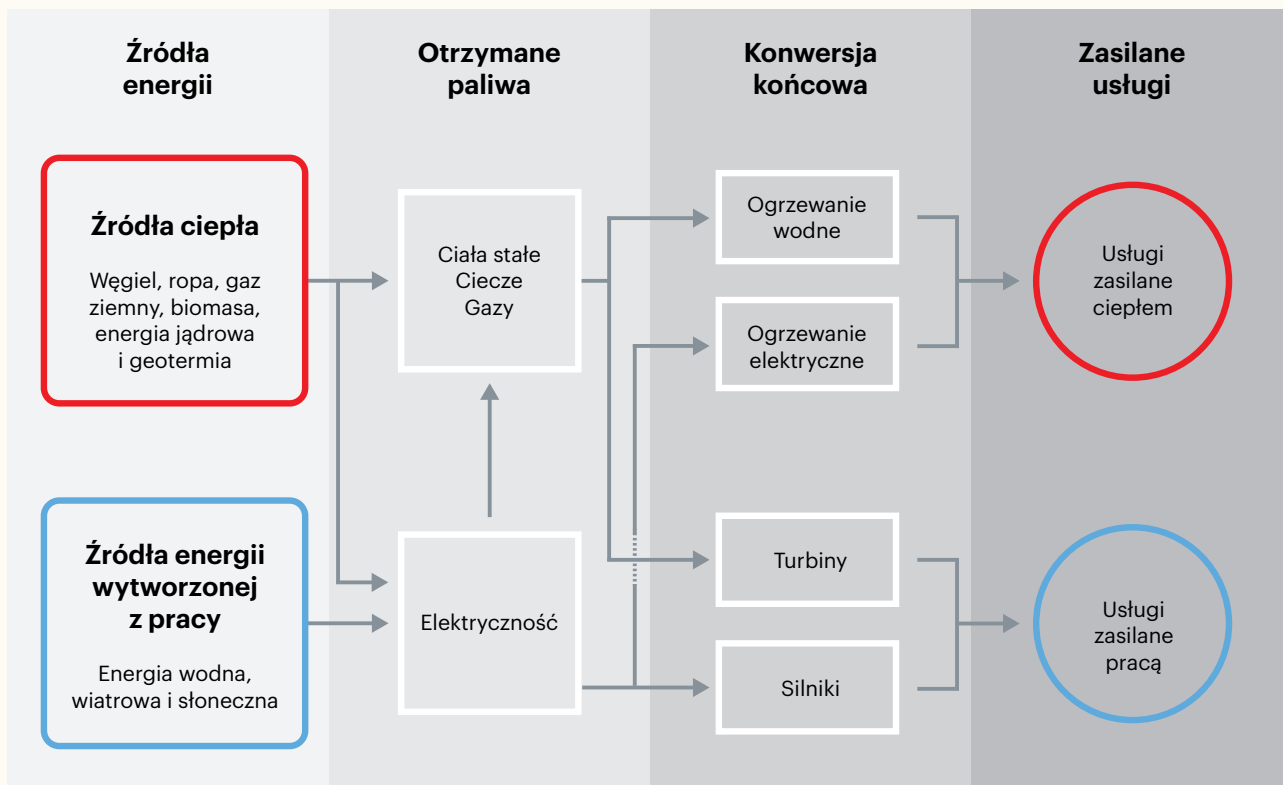 Źródła
energii
Otrzymane
paliwa
Konwersja
końcowa
Zasilane
usługi
Źródła ciepła
Węgiel, ropa, gaz
ziemny, biomasa,
energia jądrowa
i geotermia
Ciała stałe
Ciecze
Gazy
Ogrzewanie
wodne
Ogrzewanie
elektryczne
Usługi
zasilane
ciepłem
Źródła energii
wytworzonej
z pracy
Energia wodna,
wiatrowa i słoneczna
Elektryczność
Turbiny
Silniki
Usługi
zasilane
pracą